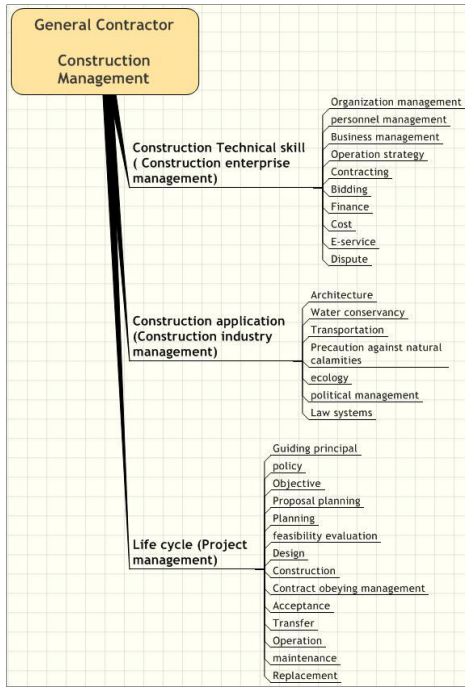 General Contractor
Construction
Management
Construction Technical skill
( Construction enterprise
management)
Organization management
personnel management
Business management
Operation strategy
Contracting
Bidding
Finance
Cost
E-service
Dispute
Construction application
(Construction industry
management)
Architecture
Water conservancy
Transportation
Precaution against natural
calamities
ecology
political management
Law systems
Life cycle (Project
management)
Guiding principal
policy
Objective
Proposal planning
Planning
feasibility evaluation
Design
Construction
Contract obeying management
Acceptance
Transfer
Operation
maintenance
Replacement